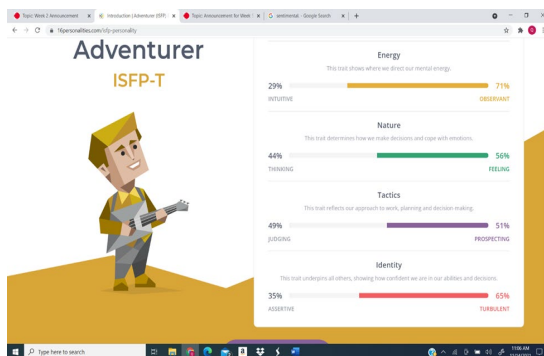 Topic: Week 2 Announcement
Introduction | Adventurer (ISFP)
Topic: Announcement for Week
sentimental - Google Search
16personalities.com/isfp-personality
Adventurer
ISFP-T
Energy
This trait shows where we direct our mental energy.
29% 71%
INTUITIVE OBSERVANT
Nature
This trait determines how we make decisions and cope with emotions.
44% 56%
THINKING FEELING
Tactics
This trait reflects our approach to work, planning and decision making.
49% 51%
JUDGING PROSPECTING
Identity
This trait underpins all others, showing how confident we are in our abilities and decisions.
35% 65%
ASSERTIVE TURBULENT
Type here to search
11:06 AM